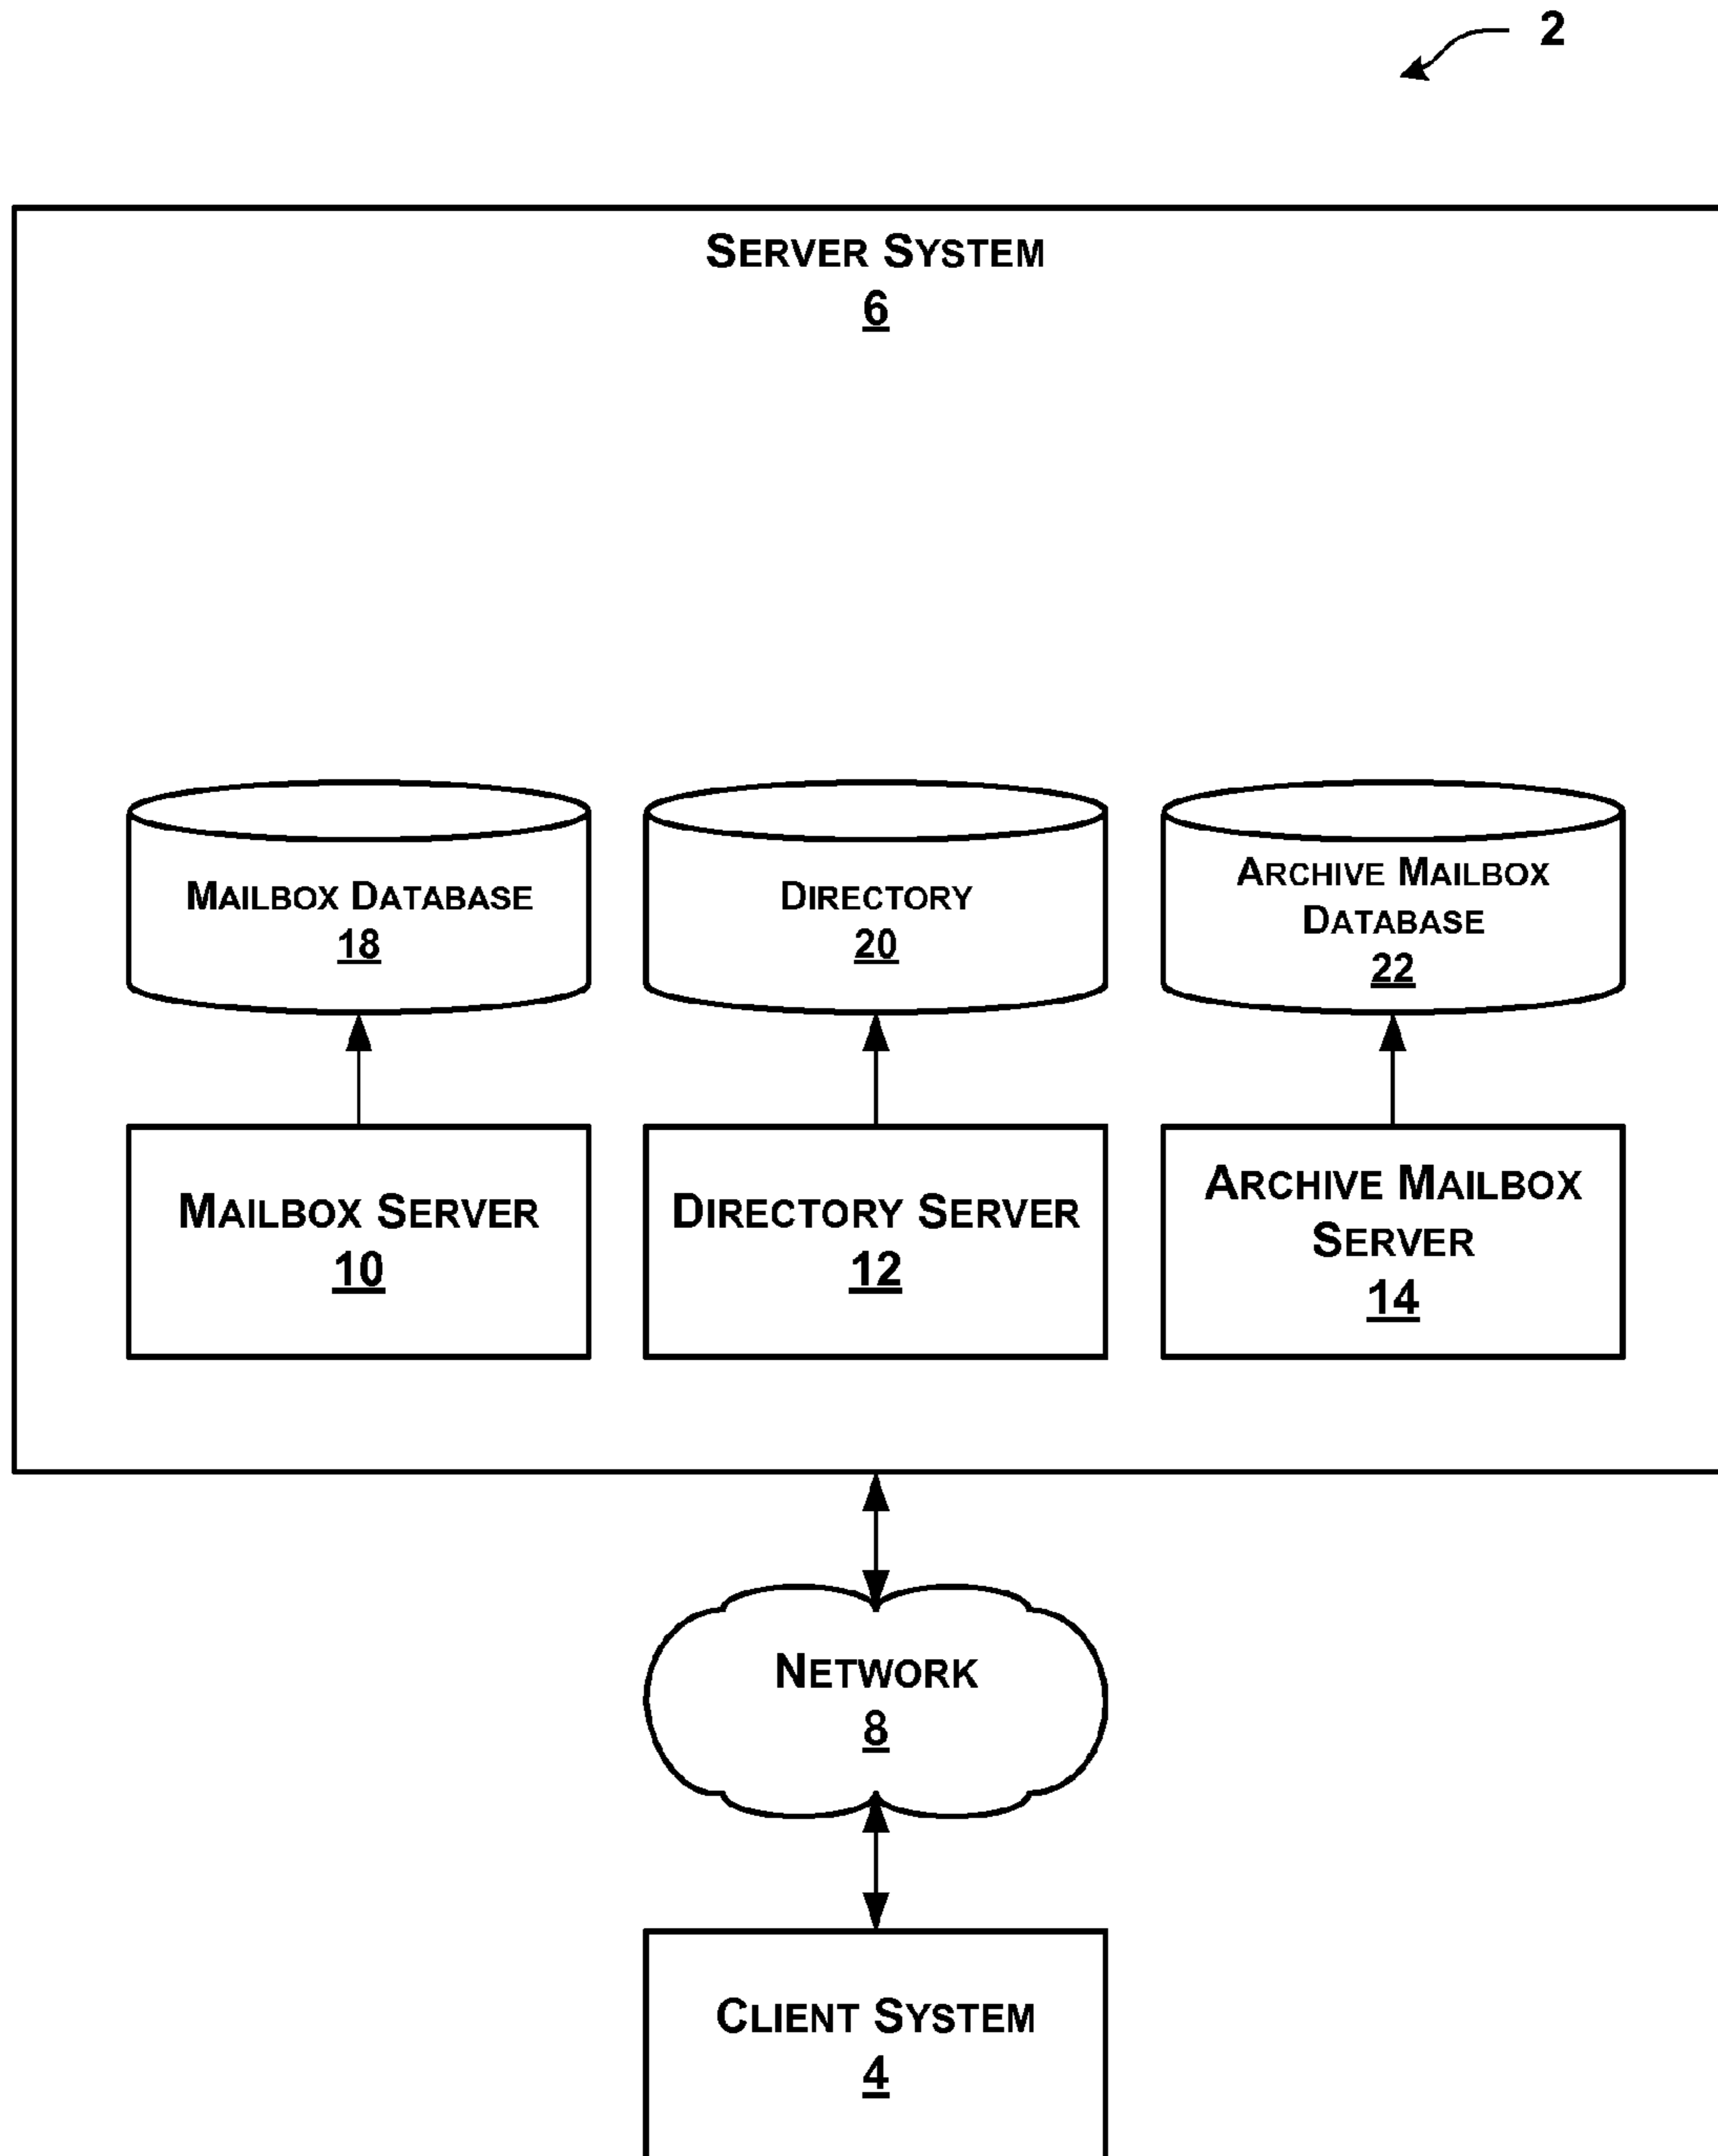 2
SERVER SYSTEM
6
MAILBOX DATABASE
18
DIRECTORY
20
ARCHIVE MAILBOX
DATABASE
22
MAILBOX SERVER
10
DIRECTORY SERVER
12
ARCHIVE MAILBOX
SERVER
14
NETWORK
8
CLIENT SYSTEM
4